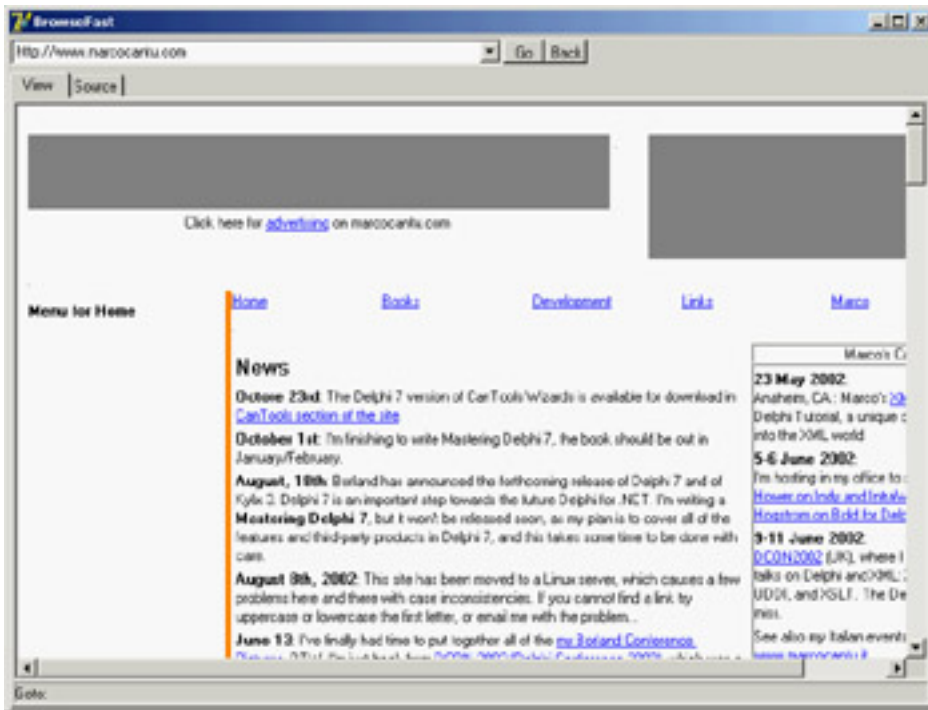 BrowseFast
http://www.marcocantu.com
Go Back
View Source
Click here for advertising on marcocantu.com
Menu for Home
Home Books Development Links Marco
News
Octore 23rd: The Delphi 7 version of CanTools Wizards is available for download in
CanTools section of the site
October 1st: I'm finishing to write Mastering Delphi 7, the book should be out in
January/February.
August, 18th: Borland has announced the forthcoming release of Delphi 7 and of
Kylix 3. Delphi 7 is an important step towards the future Delphi for .NET. I'm writing a
Mastering Delphi 7, but it won't be released soon, as my plan is to cover all of the
features and third-party products in Delphi 7, and this takes some time to be done with
care.
August 8th, 2002: This site has been moved to a Linux server, which causes a few
problems here and there with case inconsistencies. If you cannot find a link try
uppercase or lowercase the first letter, or email me with the problem...
June 13: I've finally had time to put together all of the my Borland Conference
Marco's C
23 May 2002:
Anaheim, CA: Marco's
Delphi Tutorial, a unique
into the XML world
5-6 June 2002:
I'm hosting in my office to
Hower on Indy and
on Bold for
9-11 June 2002:
DCON2002 (UK), where I
talks on Delphi and XML:
UDDI, and XSLT. The
miss.
See also my Italian
www.marcocantu.it
Goto: